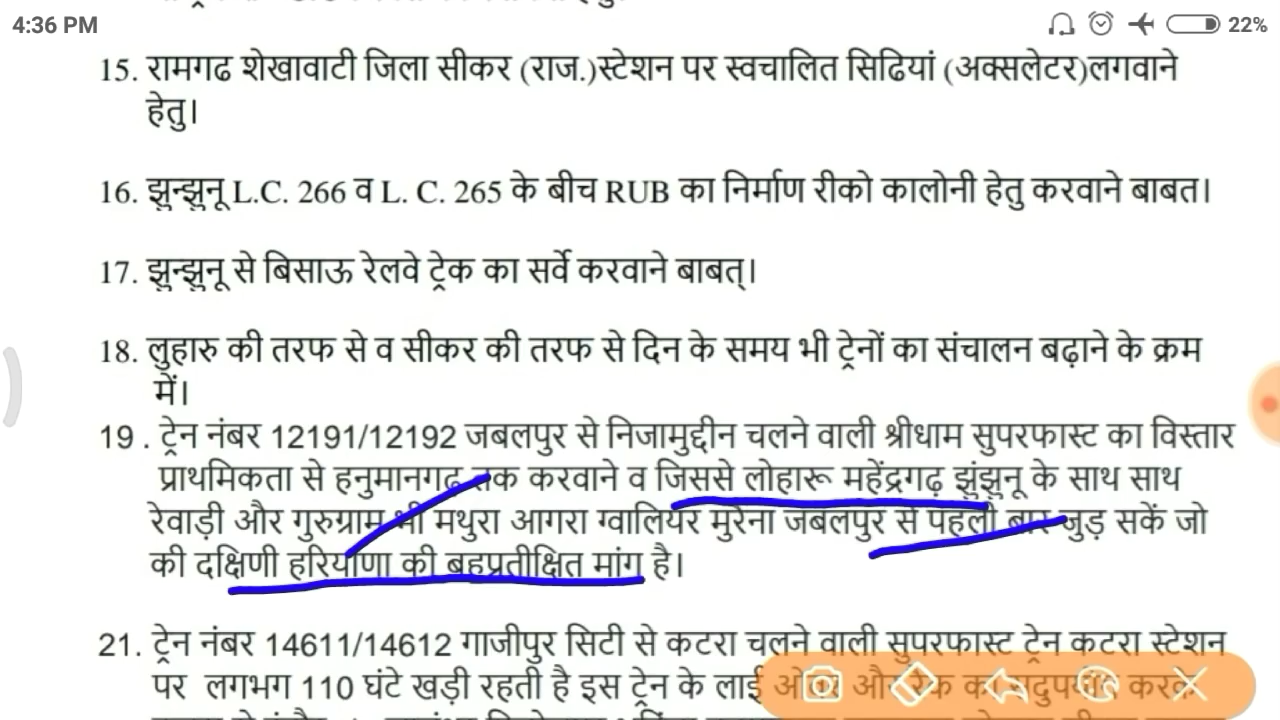 4:36 PM 22%
15. रामगढ शेखावाटी जिला सीकर (राज.)स्टेशन पर स्वचालित सिढियां (अक्सलेटर)लगवाने
हेतु।
16. झुन्झुनू L.C. 266 व L. C. 265 के बीच RUB का निर्माण रीको कालोनी हेतु करवाने बाबत।
17. झुन्झुनू से बिसाऊ रेलवे ट्रेक का सर्वे करवाने बाबत्।
18. लुहारु की तरफ से व सीकर की तरफ से दिन के समय भी ट्रेनों का संचालन बढ़ाने के क्रम
में।
19 . ट्रेन नंबर 12191/12192 जबलपुर से निजामुद्दीन चलने वाली श्रीधाम सुपरफास्ट का विस्तार
प्राथमिकता से हनुमानगढ़ तक करवाने व जिससे लोहारू महेंद्रगढ़ झुंझुनू के साथ साथ
रेवाड़ी और गुरुग्राम भी मथुरा आगरा ग्वालियर मुरैना जबलपुर से पहली बार जुड़ सकें जो
की दक्षिणी हरियाणा की बहुप्रतीक्षित मांग है।
21. ट्रेन नंबर 14611/14612 गाजीपुर सिटी से कटरा चलने वाली सुपरफास्ट ट्रेन कटरा स्टेशन
पर लगभग 110 घंटे खड़ी रहती है इस ट्रेन के लाई